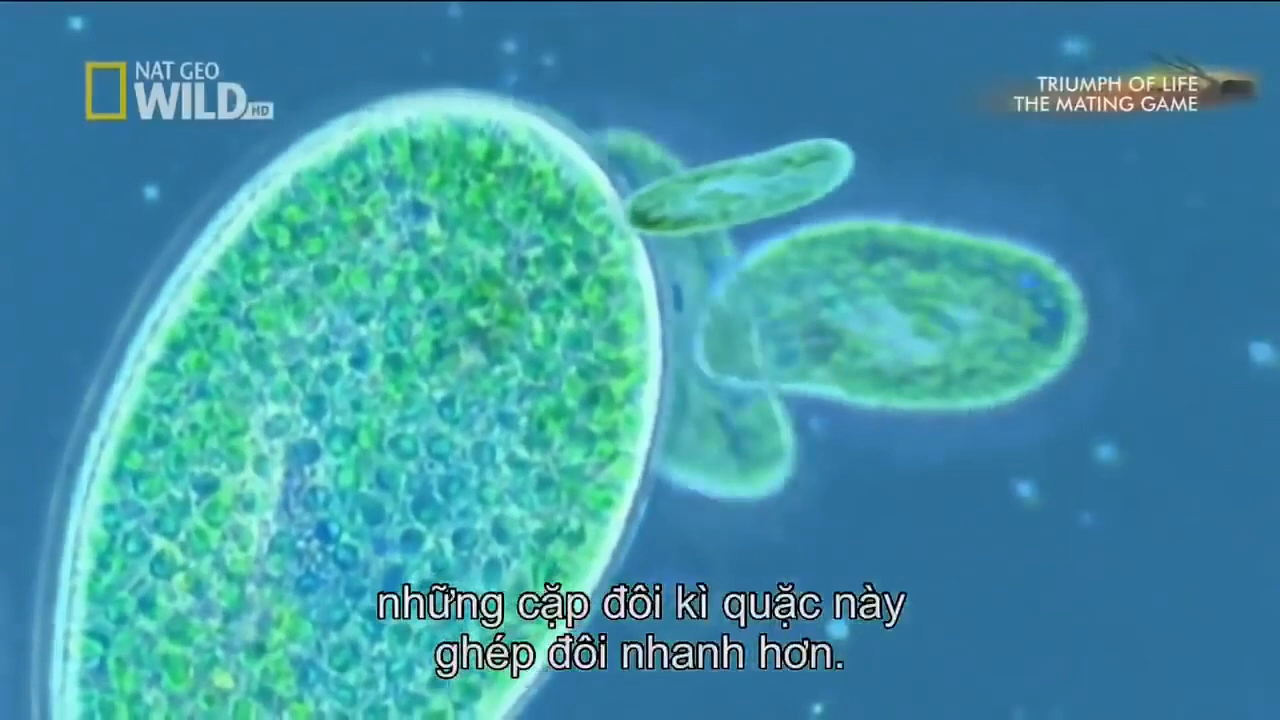 NAT GEO
WILD HD
TRIUMPH OF LIFE
THE MATING GAME
những cặp đôi kì quặc này
ghép đôi nhanh hơn.